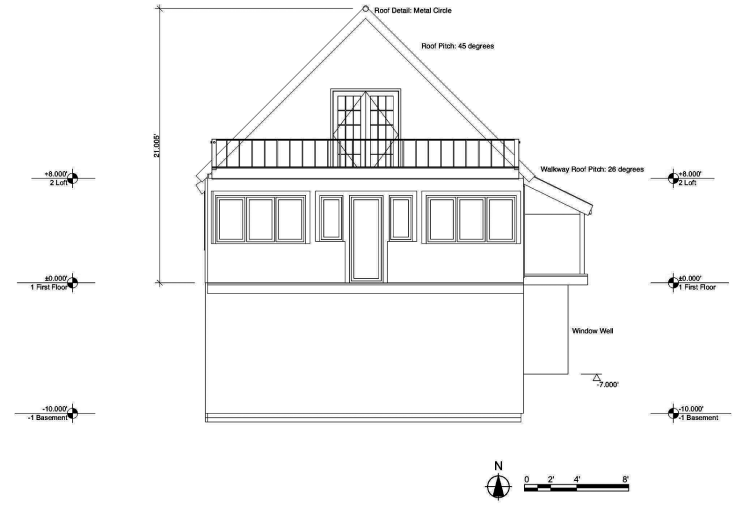 Roof Detail: Metal Circle
Roof Pitch: 45 degrees
21.005'
Walkway Roof Pitch: 26 degrees
+8.000'
2 Loft
+8.000'
2 Loft
±0.000'
1 First Floor
±0.000'
1 First Floor
Window Well
-7.000'
-10.000'
-1 Basement
-10.000'
-1 Basement
N
0 2' 4' 8'